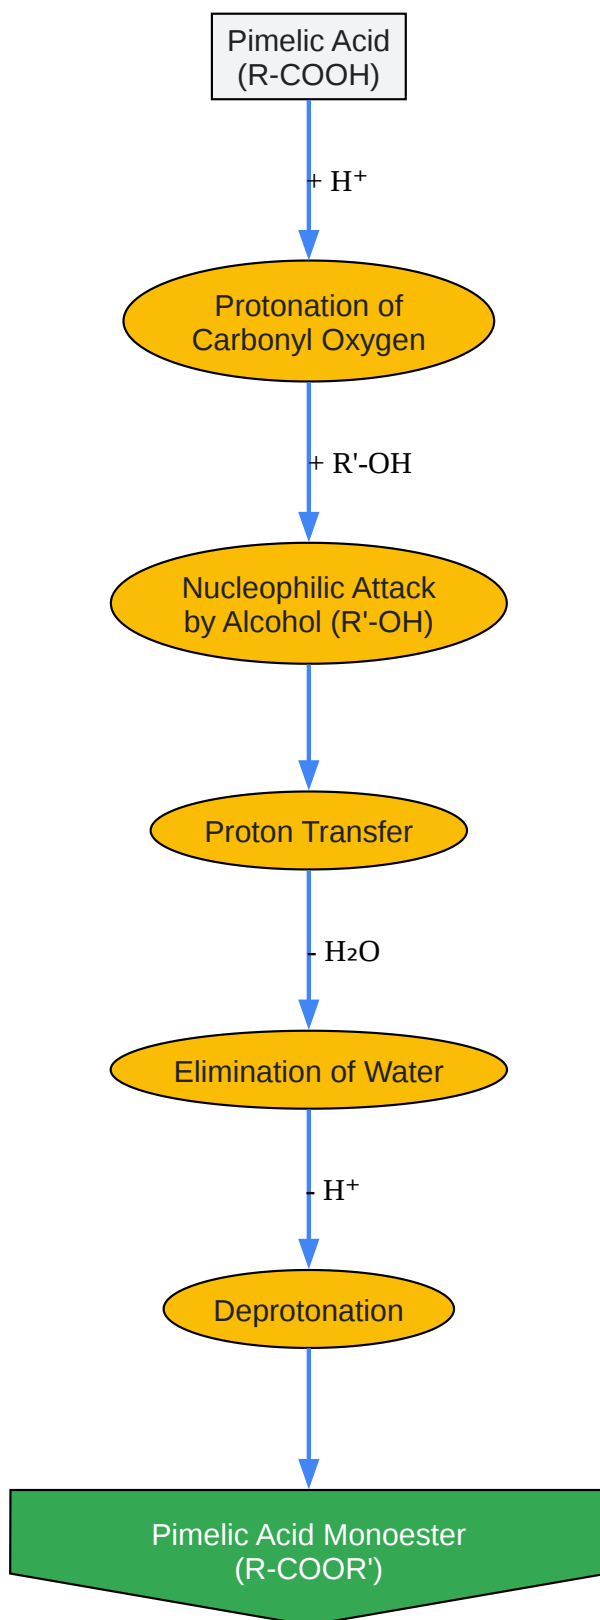 Pimelic Acid
(R-COOH)
+ H⁺
Protonation of
Carbonyl Oxygen
+ R'-OH
Nucleophilic Attack
by Alcohol (R'-OH)
Proton Transfer
- H₂O
Elimination of Water
- H⁺
Deprotonation
Pimelic Acid Monoester
(R-COOR')